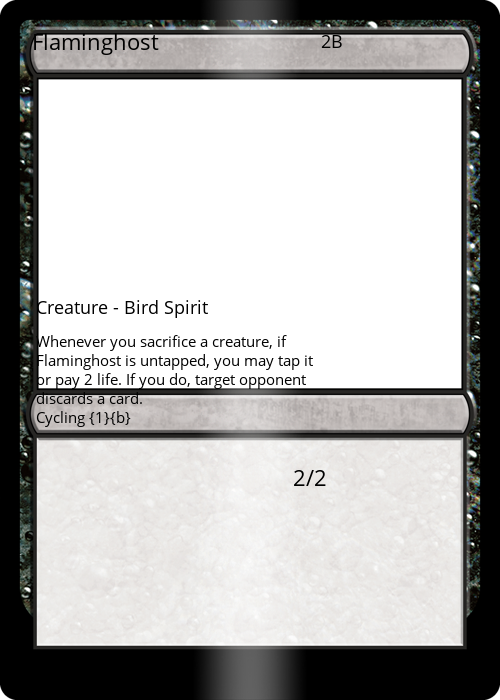 Flaminghost 2B
Creature - Bird Spirit
Whenever you sacrifice a creature, if
Flaminghost is untapped, you may tap it
or pay 2 life. If you do, target opponent
discards a card.
Cycling {1}{b}
2/2